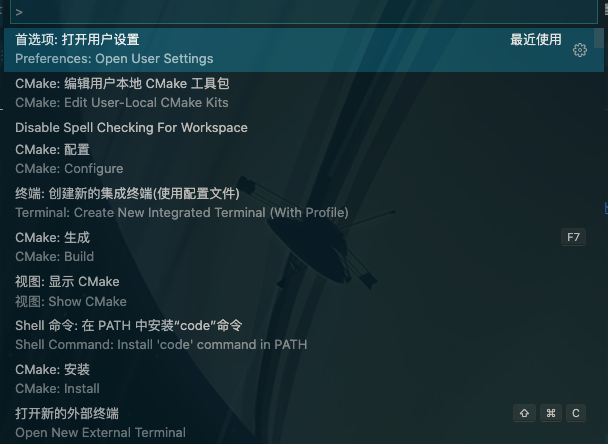 >
首选项: 打开用户设置 最近使用
Preferences: Open User Settings
CMake: 编辑用户本地 CMake 工具包
CMake: Edit User-Local CMake Kits
Disable Spell Checking For Workspace
CMake: 配置
CMake: Configure
终端: 创建新的集成终端(使用配置文件)
Terminal: Create New Integrated Terminal (With Profile)
CMake: 生成 F7
CMake: Build
视图: 显示 CMake
视图: Show CMake
Shell 命令: 在 PATH 中安装“code”命令
Shell Command: Install 'code' command in PATH
CMake: 安装
CMake: Install
打开新的外部终端 ⇧ ⌘ C
Open New External Terminal